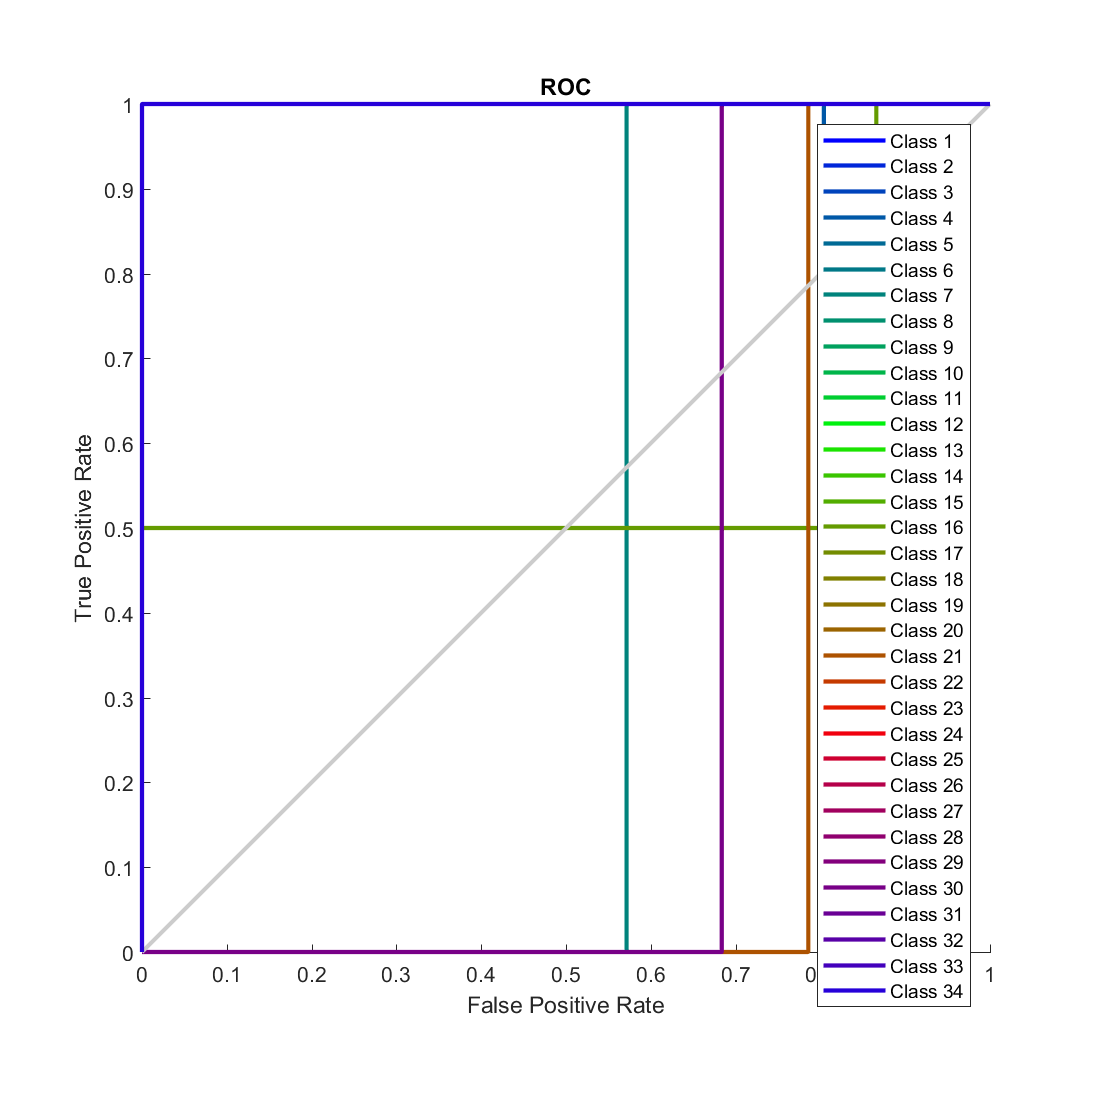 ROC
1
0.9
0.8
0.7
0.6
0.5
0.4
0.3
0.2
0.1
0
True Positive Rate
0 0.1 0.2 0.3 0.4 0.5 0.6 0.7 0 1
False Positive Rate
Class 1
Class 2
Class 3
Class 4
Class 5
Class 6
Class 7
Class 8
Class 9
Class 10
Class 11
Class 12
Class 13
Class 14
Class 15
Class 16
Class 17
Class 18
Class 19
Class 20
Class 21
Class 22
Class 23
Class 24
Class 25
Class 26
Class 27
Class 28
Class 29
Class 30
Class 31
Class 32
Class 33
Class 34